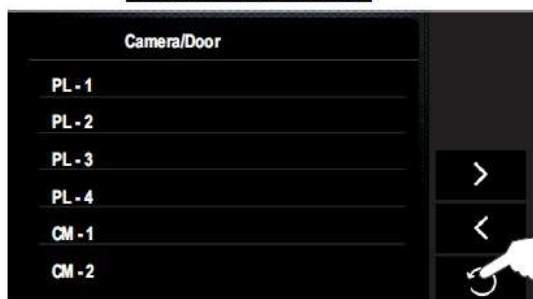 Camera/Door
PL - 1
PL - 2
PL - 3
PL - 4
CM - 1
CM - 2